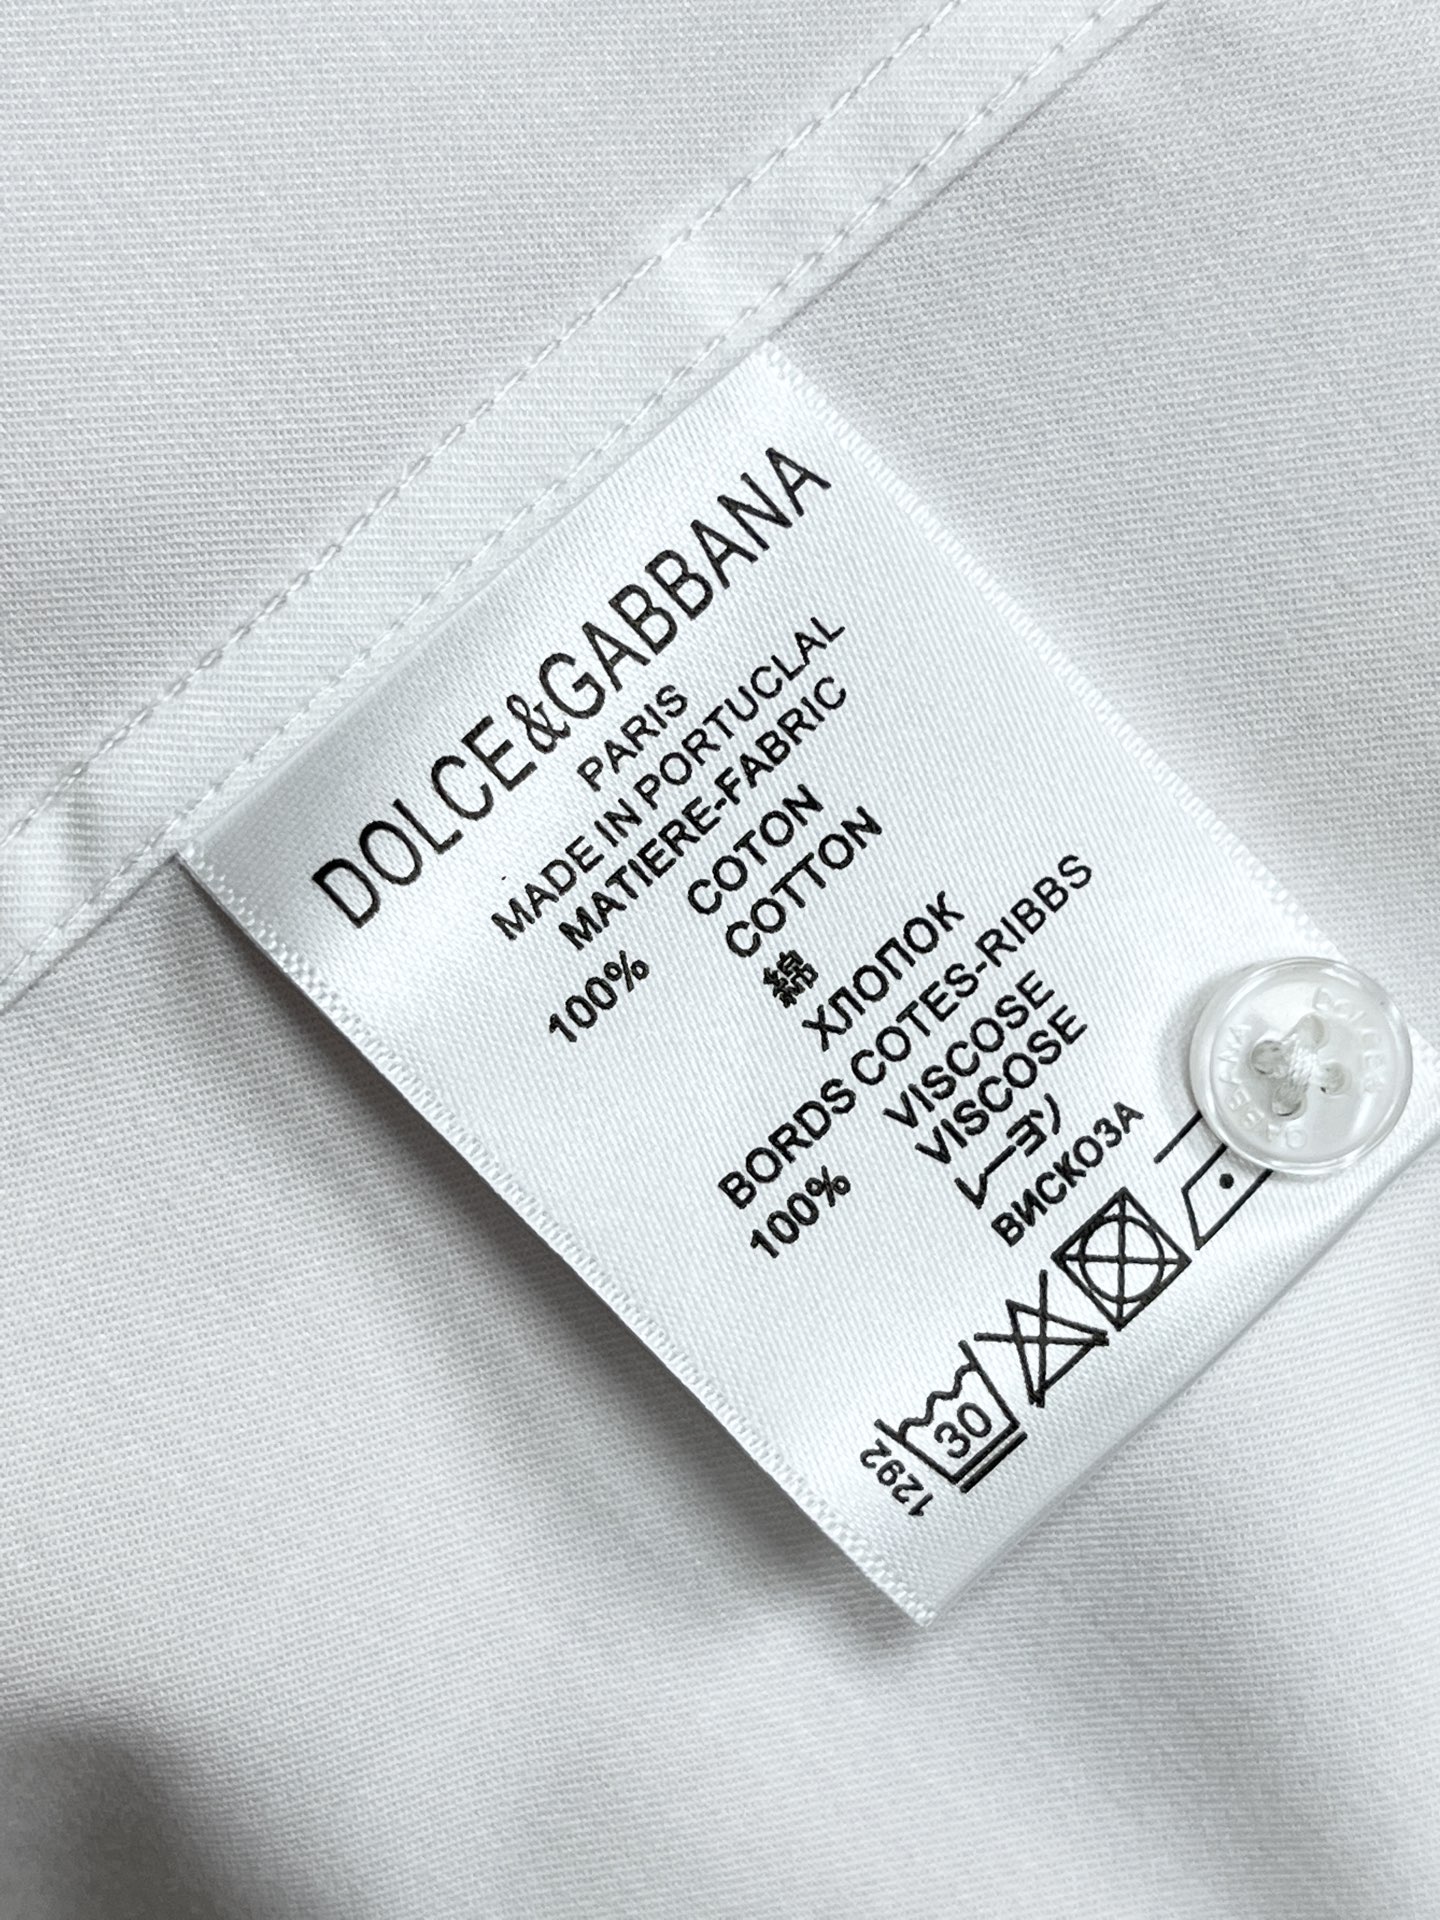 DOLCE&GABBANA
PARIS
MADE IN PORTUCLAL
MATIERE-FABRIC
100% COTON
COTTON
綿
ХЛОПОК
BORDS COTES-RIBBS
100% VISCOSE
VISCOSE
レーヨソ
ВИСКОЗА
30
1292